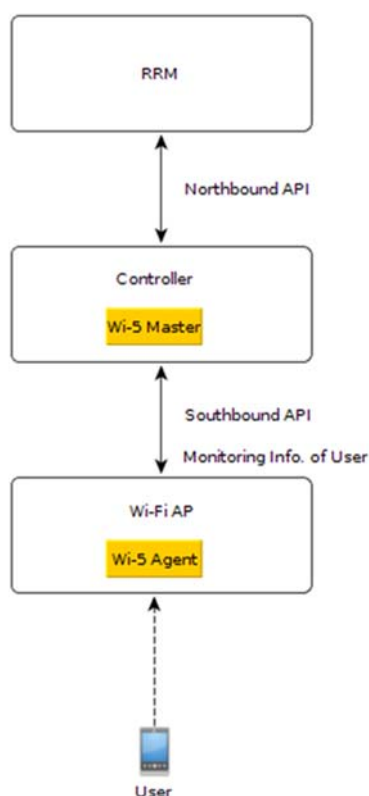 RRM
Northbound API
Controller
Wi-5 Master
Southbound API
Monitoring Info. of User
Wi-Fi AP
Wi-5 Agent
User